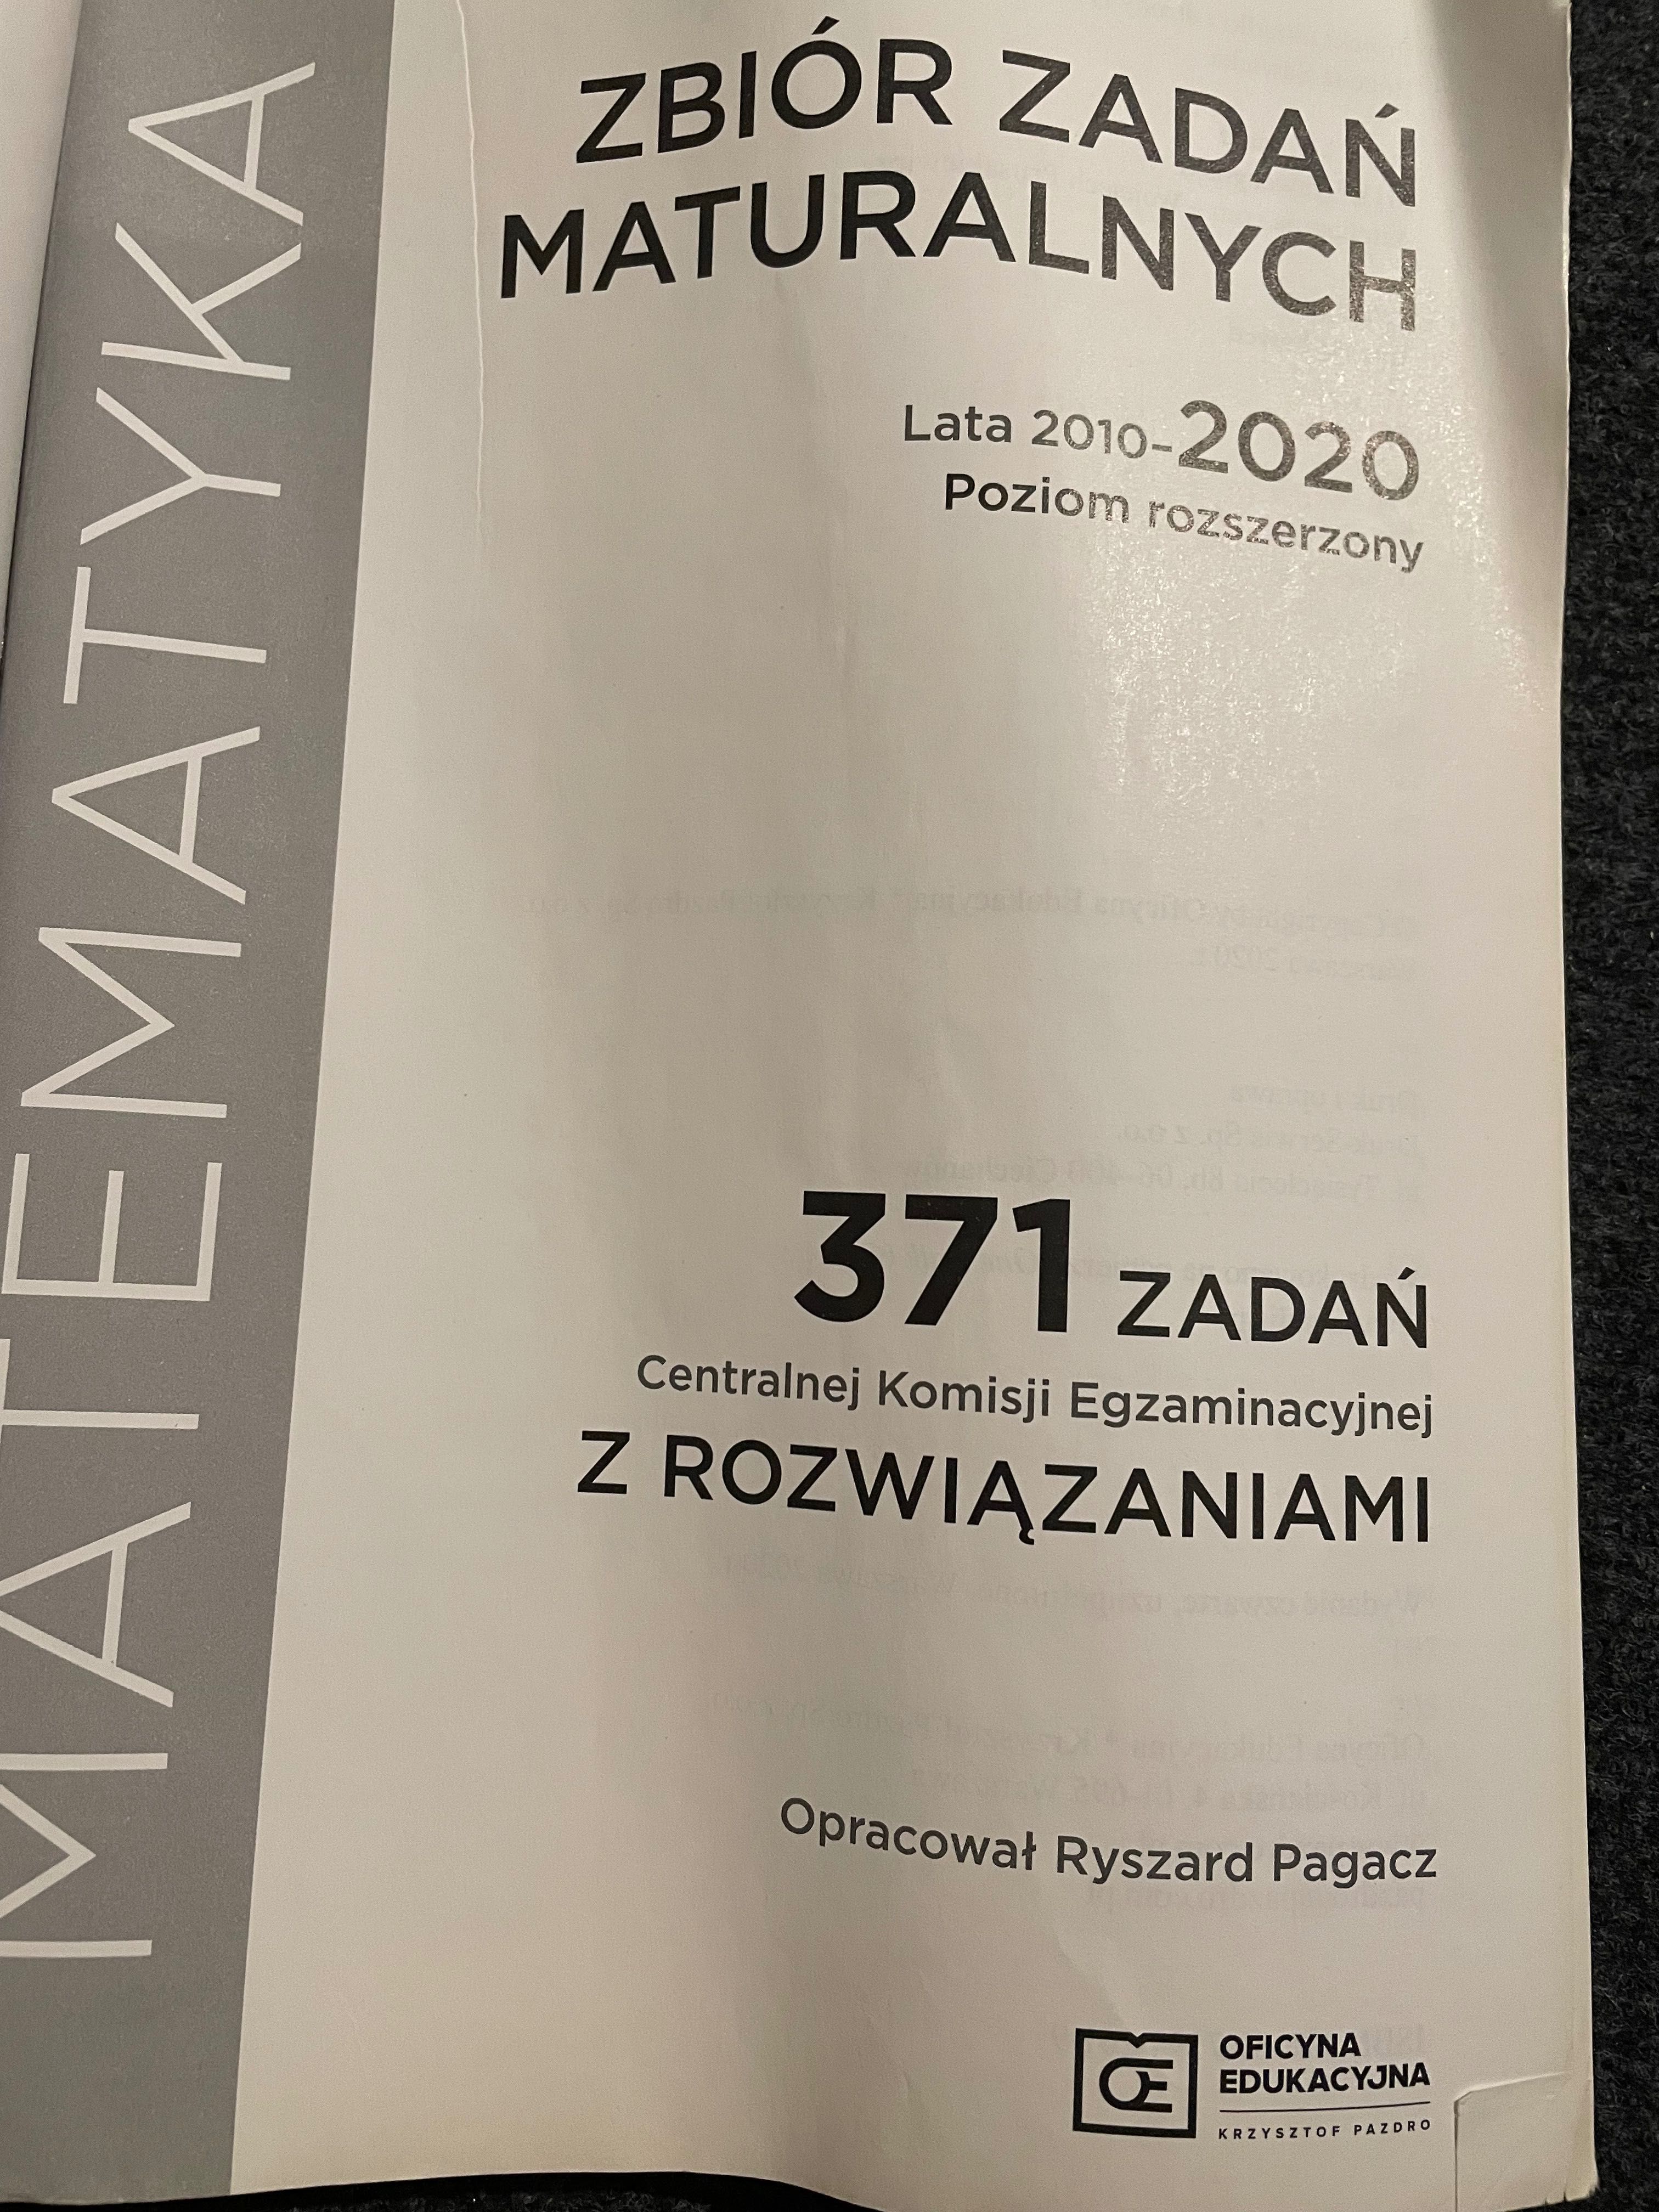 MATEMATYKA
ZBIÓR ZADAŃ
MATURALNYCH
Lata 2010–2020
Poziom rozszerzony
371 ZADAŃ
Centralnej Komisji Egzaminacyjnej
Z ROZWIĄZANIAMI
Opracował Ryszard Pagacz
OFICYNA
EDUKACYJNA
KRZYSZTOF PAZDRO